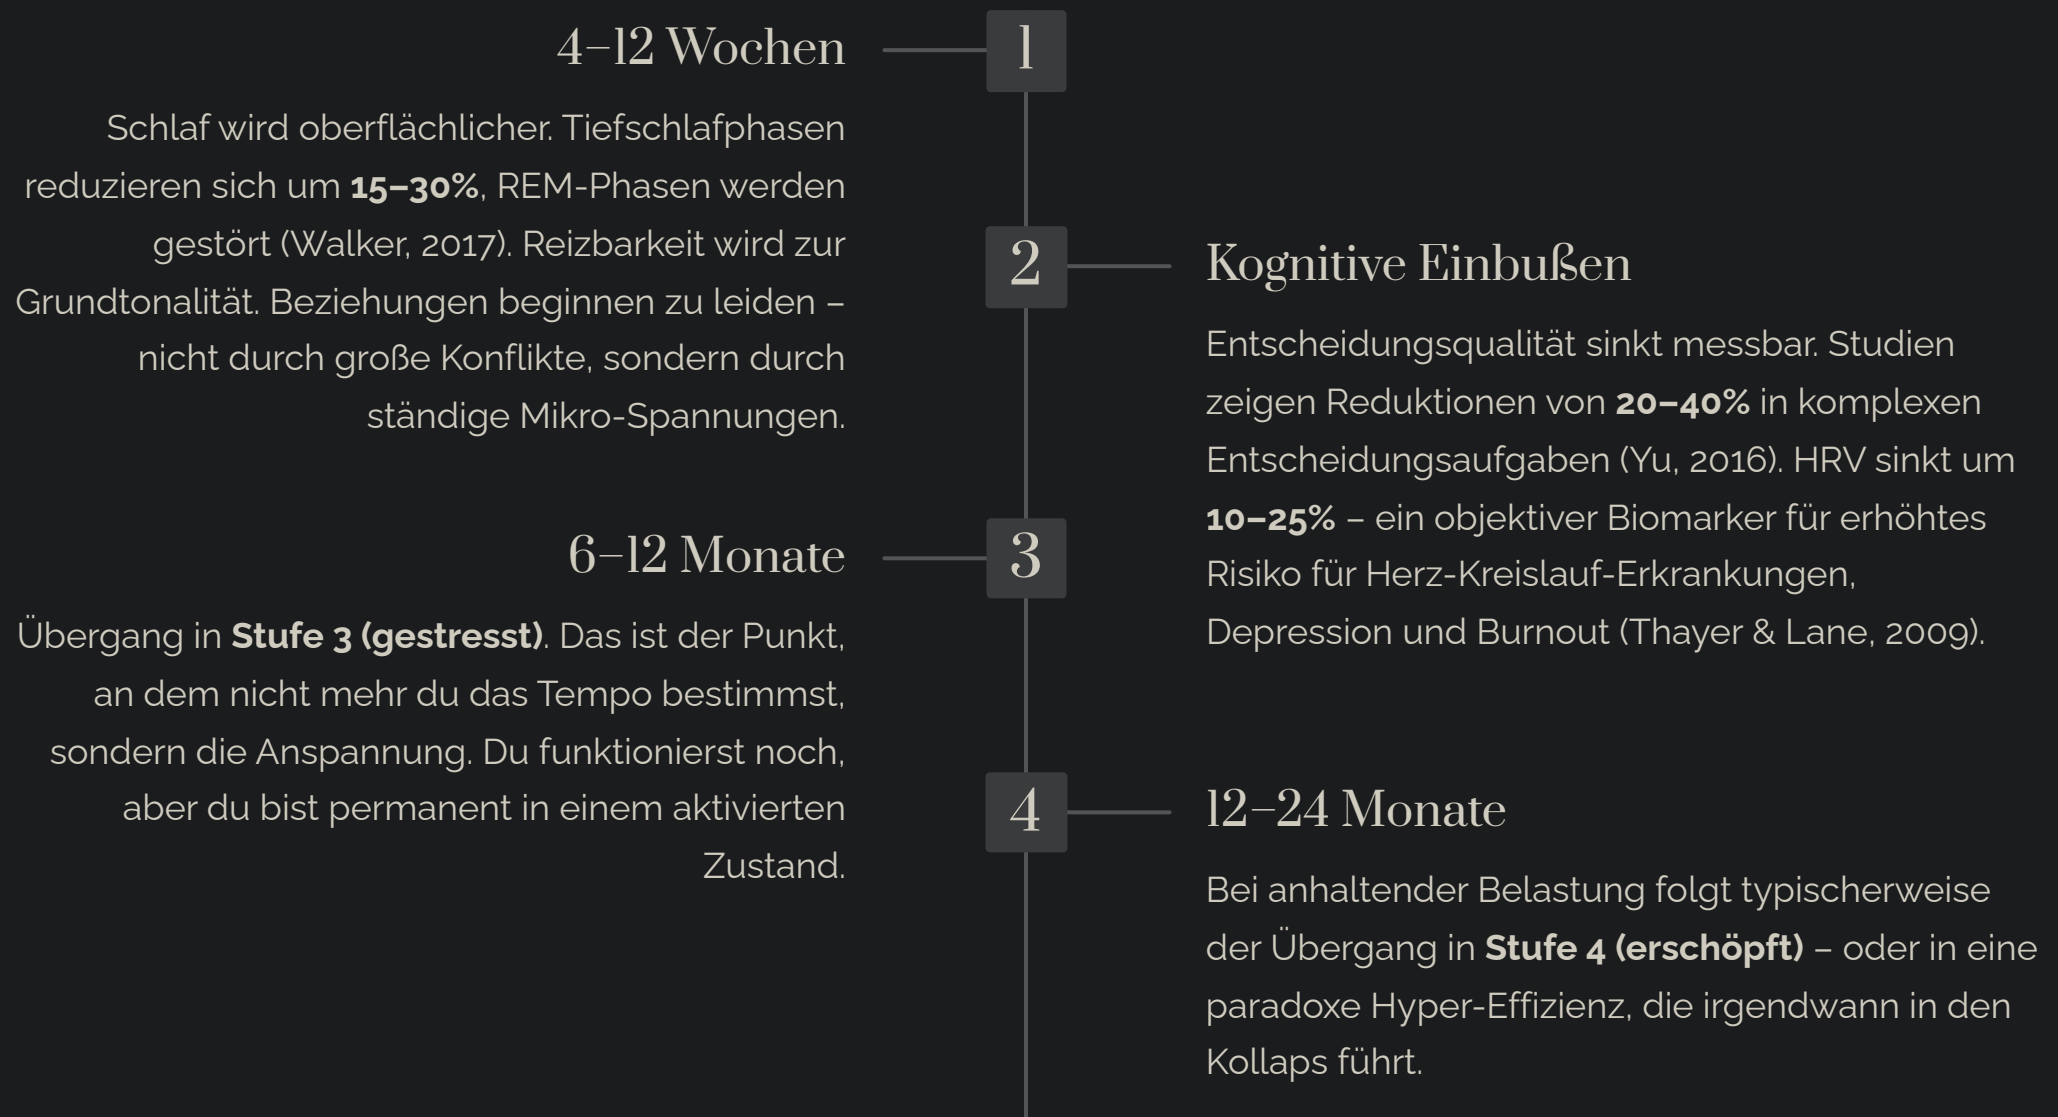 4–12 Wochen
1
Schlaf wird oberflächlicher. Tiefschlafphasen
reduzieren sich um 15–30%, REM-Phasen werden
gestört (Walker, 2017). Reizbarkeit wird zur
Grundtonalität. Beziehungen beginnen zu leiden –
nicht durch große Konflikte, sondern durch
ständige Mikro-Spannungen.
2
Kognitive Einbußen
Entscheidungsqualität sinkt messbar. Studien
zeigen Reduktionen von 20–40% in komplexen
Entscheidungsaufgaben (Yu, 2016). HRV sinkt um
10–25% – ein objektiver Biomarker für erhöhtes
Risiko für Herz-Kreislauf-Erkrankungen,
Depression und Burnout (Thayer & Lane, 2009).
6–12 Monate
3
Übergang in Stufe 3 (gestresst). Das ist der Punkt,
an dem nicht mehr du das Tempo bestimmst,
sondern die Anspannung. Du funktionierst noch,
aber du bist permanent in einem aktivierten
Zustand.
4
12–24 Monate
Bei anhaltender Belastung folgt typischerweise
der Übergang in Stufe 4 (erschöpft) – oder in eine
paradoxe Hyper-Effizienz, die irgendwann in den
Kollaps führt.